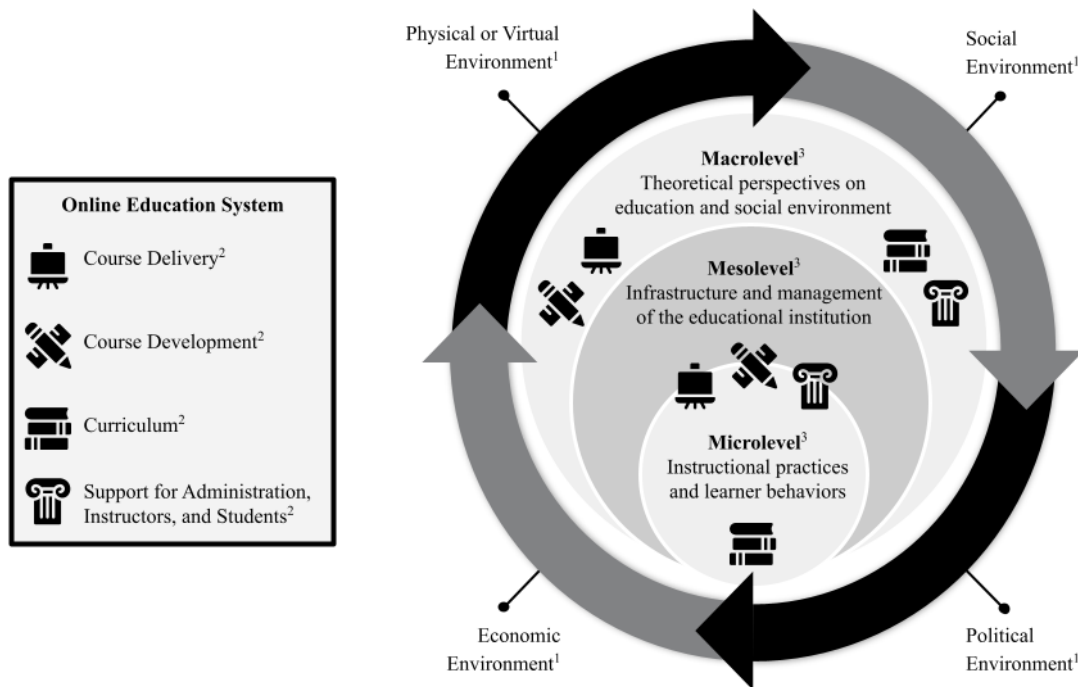 Physical or Virtual
Environment¹
Social
Environment¹
Online Education System
Course Delivery²
Course Development²
Curriculum²
Support for Administration,
Instructors, and Students²
Macrolevel³
Theoretical perspectives on
education and social environment
Mesolevel³
Infrastructure and management
of the educational institution
Microlevel³
Instructional practices
and learner behaviors
Economic
Environment¹
Political
Environment¹